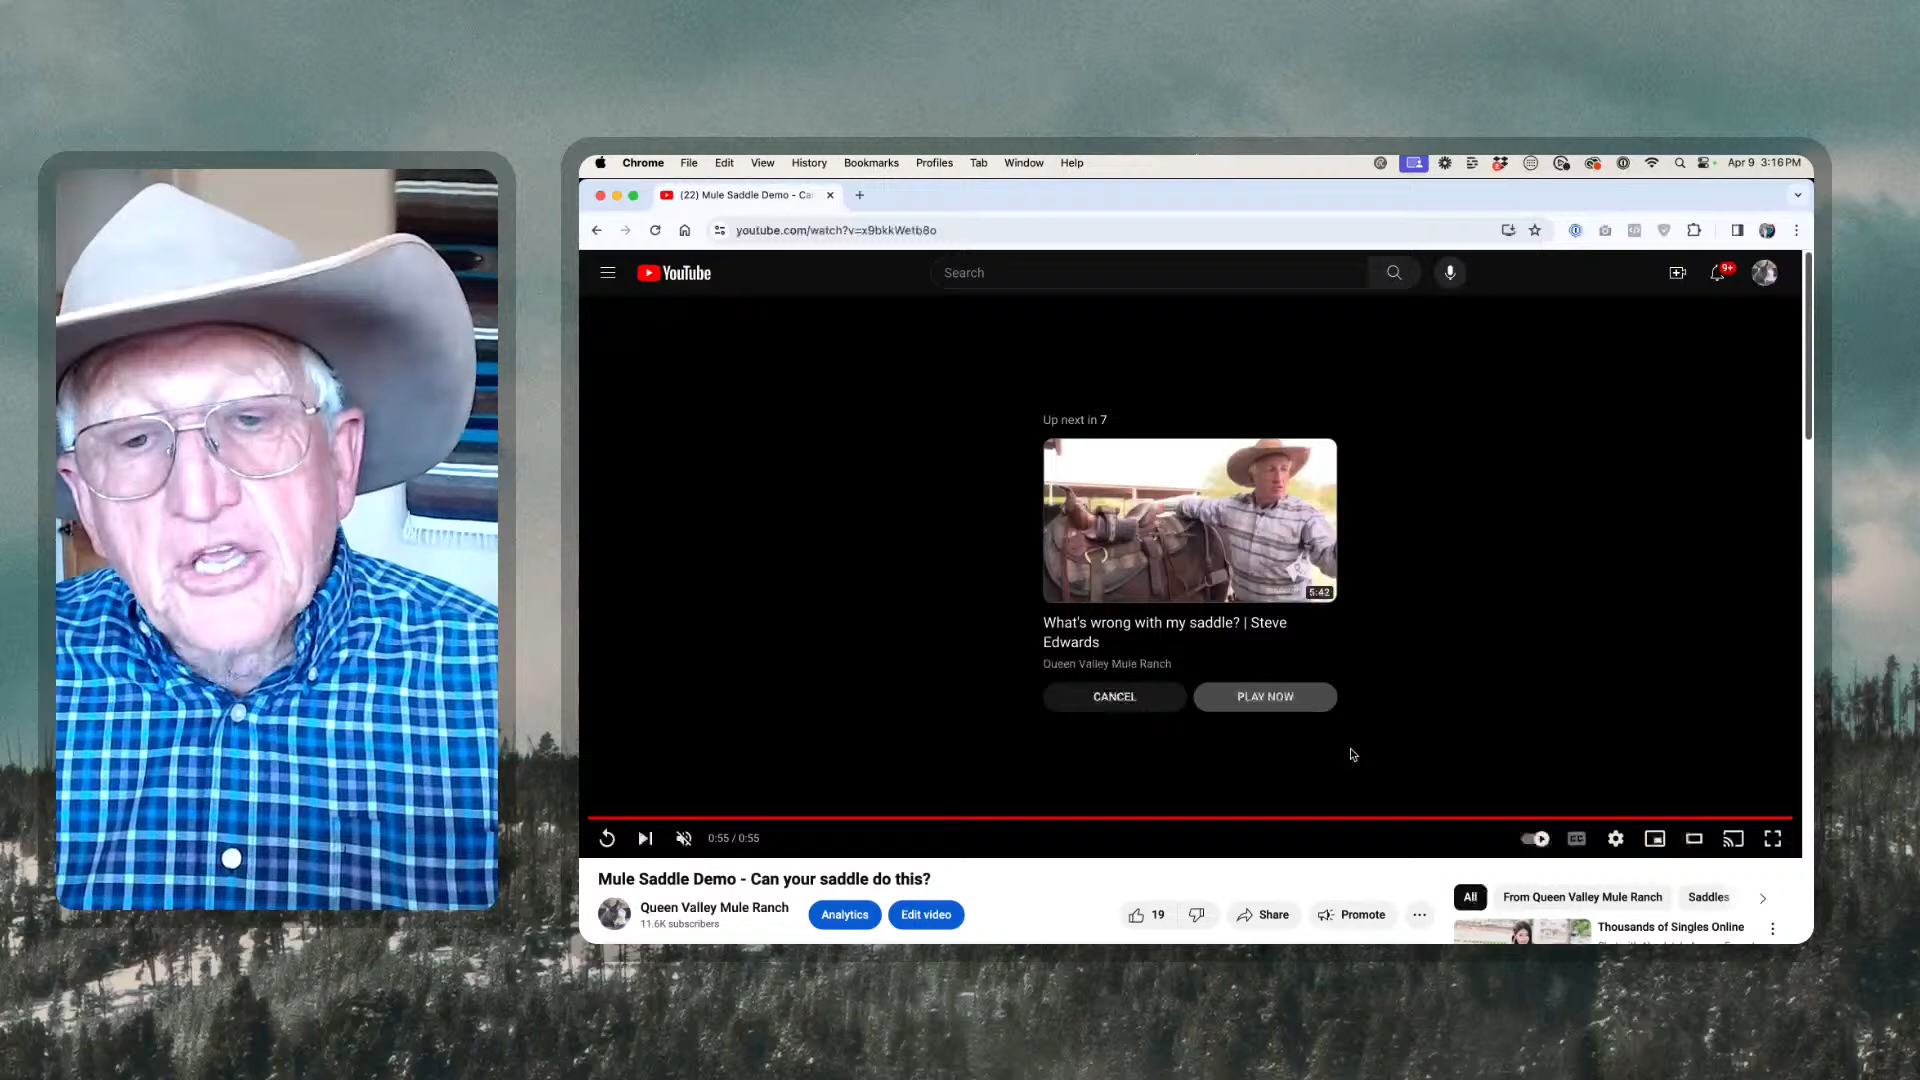 Chrome File Edit View History Bookmarks Profiles Tab Window Help Apr 9 3:16 PM
(22) Mule Saddle Demo - Ca
youtube.com/watch?v=x9bkkWetb8o
YouTube Search 9+
Up next in 7
5:42
What's wrong with my saddle? | Steve
Edwards
Queen Valley Mule Ranch
CANCEL PLAY NOW
0:55 / 0:55 CC
Mule Saddle Demo - Can your saddle do this?
Queen Valley Mule Ranch
11.6K subscribers
Analytics Edit video 19 Share Promote
All From Queen Valley Mule Ranch Saddles
Thousands of Singles Online